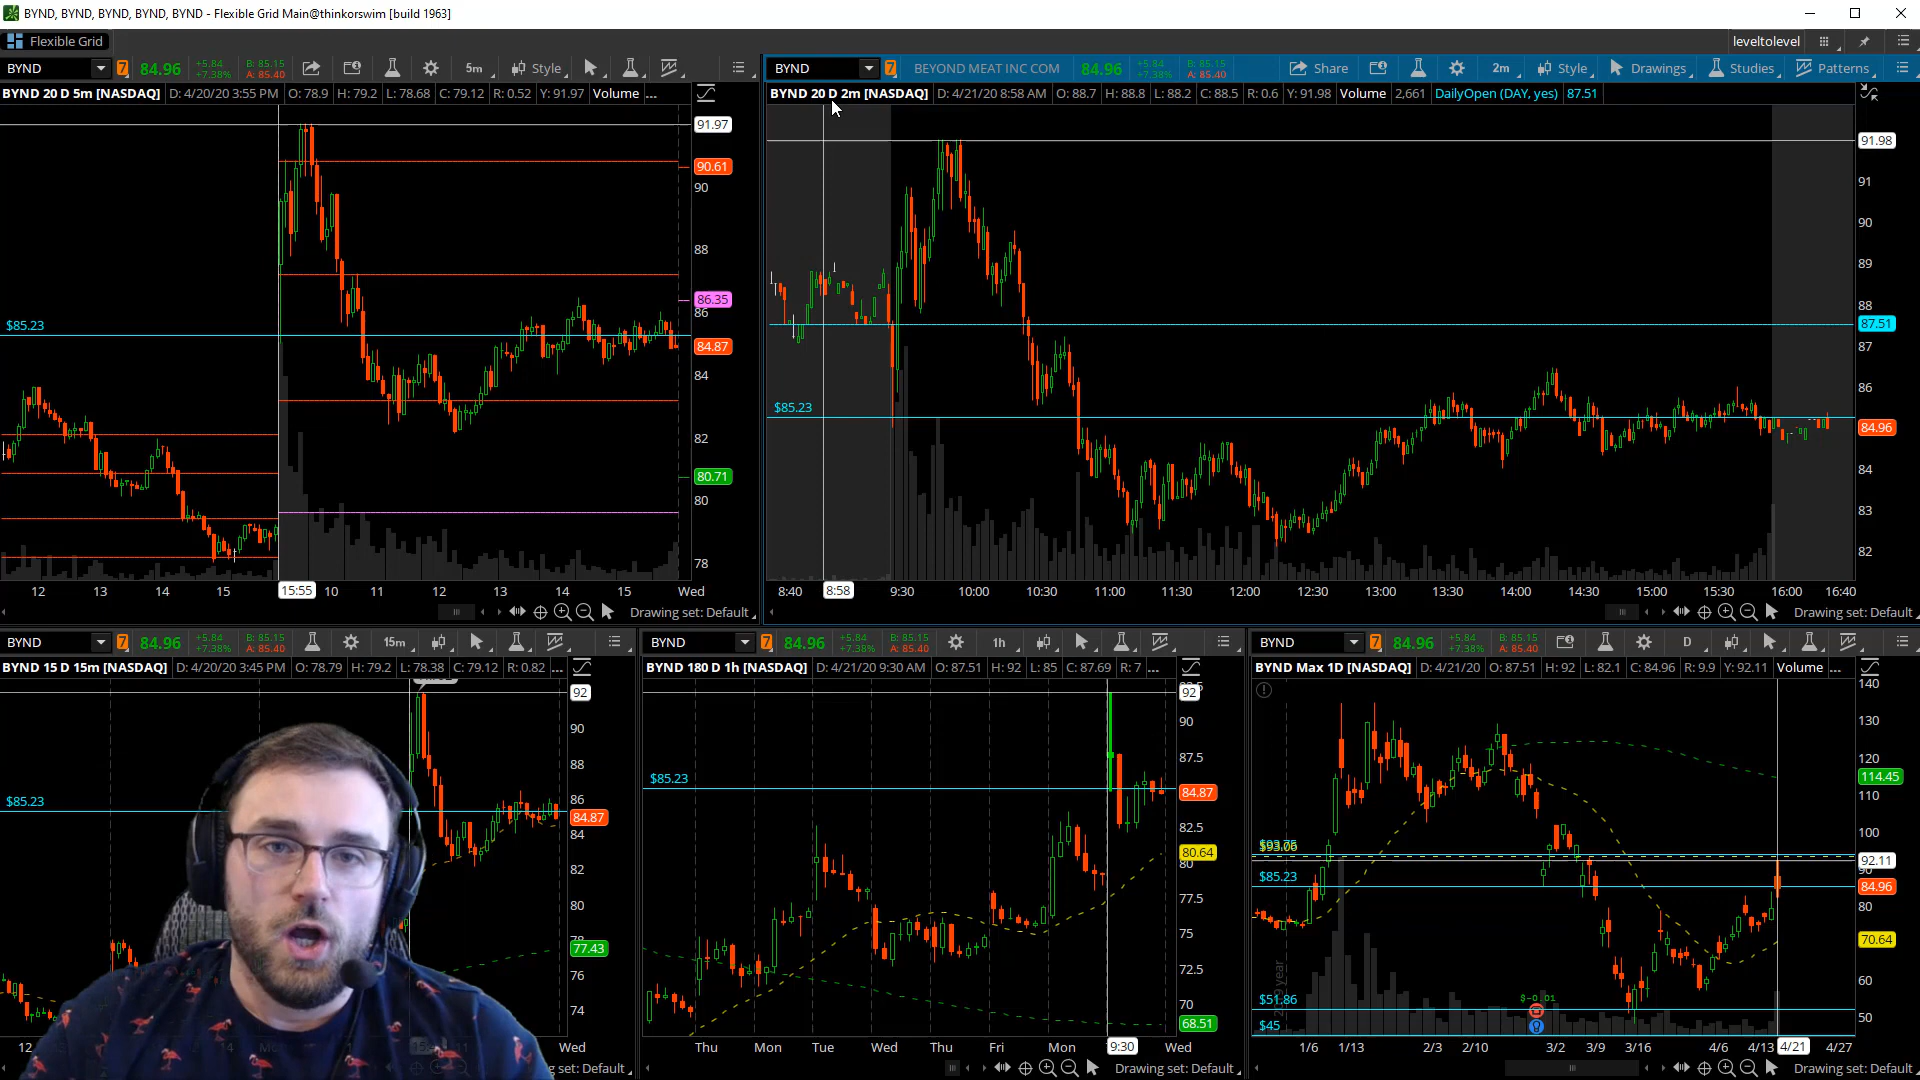 BYND, BYND, BYND, BYND, BYND - Flexible Grid Main@thinkorswim [build 1963]
Flexible Grid
leveltolevel
BYND 7 84.96 +5.84 +7.38% B: 85.15 A: 85.40 5m Style
BYND 20 D 5m [NASDAQ] D: 4/20/20 3:55 PM O: 78.9 H: 79.2 L: 78.68 C: 79.12 R: 0.52 Y: 91.97 Volume ...
91.97
90.61
90
88
86.35
86
$85.23
84.87
84
82
80.71
80
78
12 13 14 15 15:55 10 11 12 13 14 15 Wed
Drawing set: Default
BYND 7 BEYOND MEAT INC COM 84.96 +5.84 +7.38% B: 85.15 A: 85.40 Share 2m Style Drawings Studies Patterns
BYND 20 D 2m [NASDAQ] D: 4/21/20 8:58 AM O: 88.7 H: 88.8 L: 88.2 C: 88.5 R: 0.6 Y: 91.98 Volume 2,661 DailyOpen (DAY, yes) 87.51
91.98
91
90
89
88
87.51
87
86
$85.23
84.96
84
83
82
8:40 8:58 9:30 10:00 10:30 11:00 11:30 12:00 12:30 13:00 13:30 14:00 14:30 15:00 15:30 16:00 16:40
Drawing set: Default
BYND 7 84.96 +5.84 +7.38% B: 85.15 A: 85.40 15m
BYND 15 D 15m [NASDAQ] D: 4/20/20 3:45 PM O: 78.79 H: 79.2 L: 78.38 C: 79.12 R: 0.82 ...
92
90
88
86
$85.23
84.87
84
82
80
77.43
76
74
12 Wed
set: Default
BYND 7 84.96 +5.84 +7.38% B: 85.15 A: 85.40 1h
BYND 180 D 1h [NASDAQ] D: 4/21/20 9:30 AM O: 87.51 H: 92 L: 85 C: 87.69 R: 7 ...
92
90
87.5
$85.23
84.87
82.5
80.64
80
77.5
75
72.5
70
68.51
Thu Mon Tue Wed Thu Fri Mon 9:30 Wed
Drawing set: Default
BYND 7 84.96 +5.84 +7.38% B: 85.15 A: 85.40 D
BYND Max 1D [NASDAQ] D: 4/21/20 O: 87.51 H: 92 L: 82.1 C: 84.96 R: 9.9 Y: 92.11 Volume ...
140
130
120
114.45
110
100
92.11
90
$85.23
84.96
80
70.64
60
$51.86
50
$45
$-0.01
1/6 1/13 2/3 2/10 3/2 3/9 3/16 4/6 4/13 4/21 4/27
Drawing set: Default